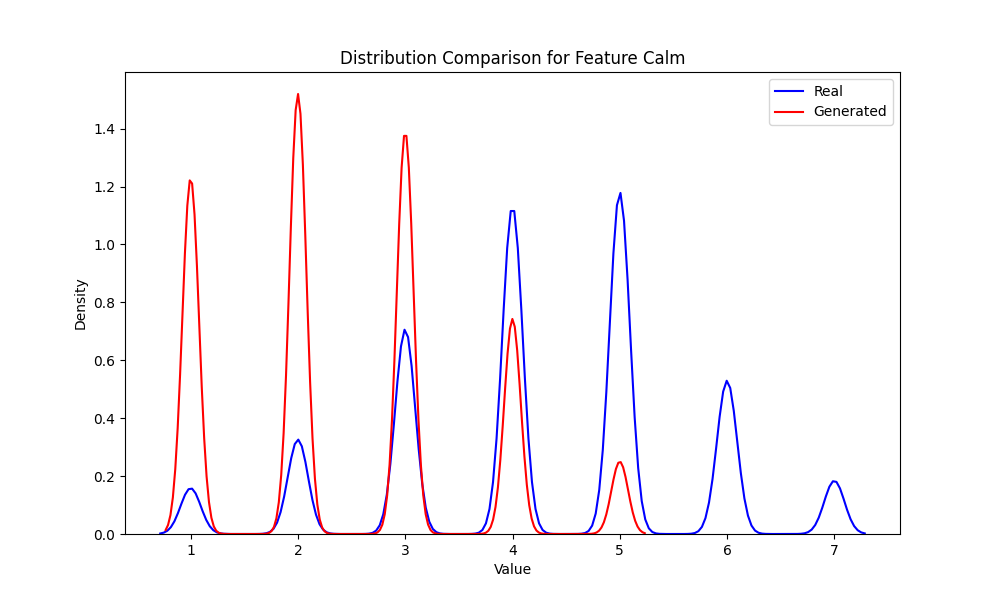 Distribution Comparison for Feature Calm
Real
Generated
Density
1.4
1.2
1.0
0.8
0.6
0.4
0.2
0.0
1 2 3 4 5 6 7
Value